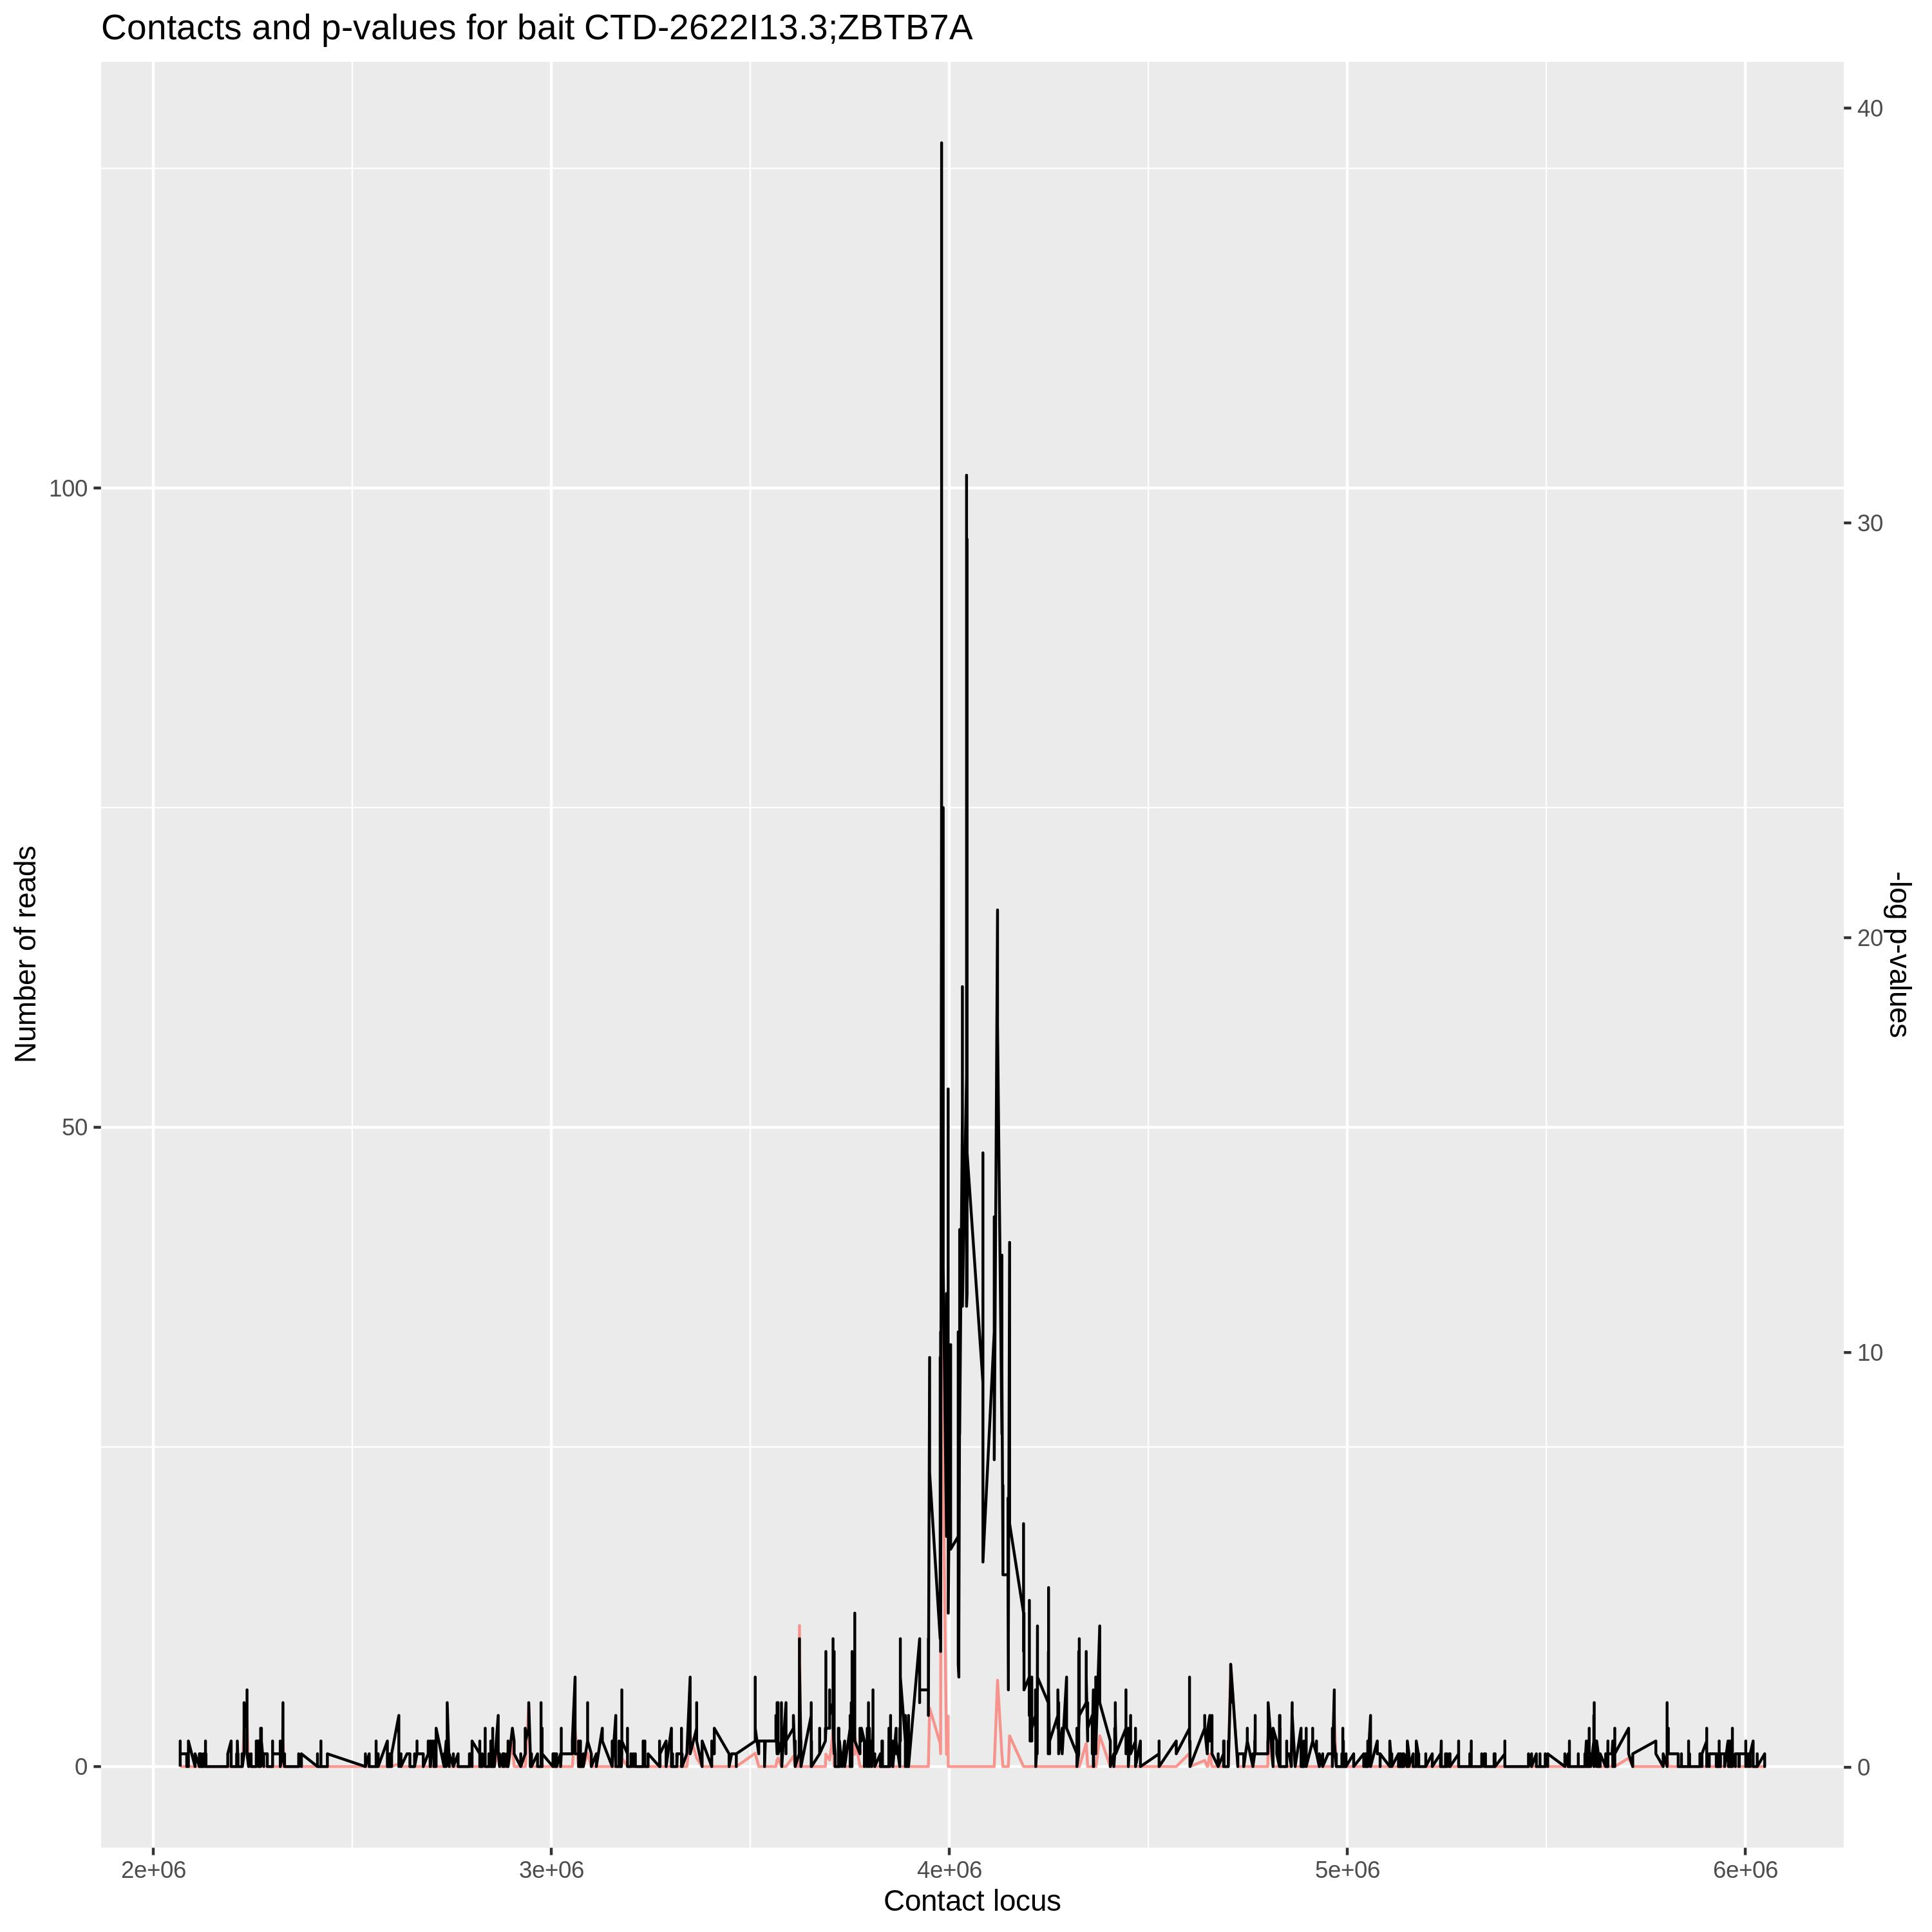 Contacts and p-values for bait CTD-2622I13.3;ZBTB7A
Number of reads
100
50
0
40
30
20
10
0
-log p-values
2e+06 3e+06 4e+06 5e+06 6e+06
Contact locus